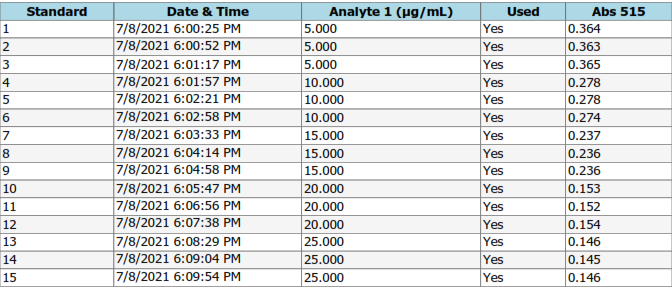 Standard Date & Time Analyte 1 (µg/mL) Used Abs 515
1 7/8/2021 6:00:25 PM 5.000 Yes 0.364
2 7/8/2021 6:00:52 PM 5.000 Yes 0.363
3 7/8/2021 6:01:17 PM 5.000 Yes 0.365
4 7/8/2021 6:01:57 PM 10.000 Yes 0.278
5 7/8/2021 6:02:21 PM 10.000 Yes 0.278
6 7/8/2021 6:02:58 PM 10.000 Yes 0.274
7 7/8/2021 6:03:33 PM 15.000 Yes 0.237
8 7/8/2021 6:04:14 PM 15.000 Yes 0.236
9 7/8/2021 6:04:58 PM 15.000 Yes 0.236
10 7/8/2021 6:05:47 PM 20.000 Yes 0.153
11 7/8/2021 6:06:56 PM 20.000 Yes 0.152
12 7/8/2021 6:07:38 PM 20.000 Yes 0.154
13 7/8/2021 6:08:29 PM 25.000 Yes 0.146
14 7/8/2021 6:09:04 PM 25.000 Yes 0.145
15 7/8/2021 6:09:54 PM 25.000 Yes 0.146